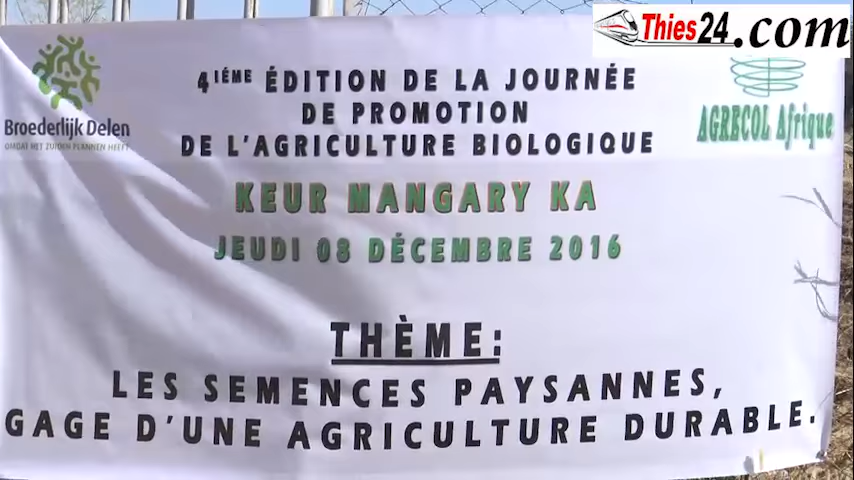 Thies24.com
Broederlijk Delen
OMDAT HET ZUIDEN PLANNEN HEEFT
AGRECOL Afrique
4IÉME ÉDITION DE LA JOURNÉE
DE PROMOTION
DE L'AGRICULTURE BIOLOGIQUE
KEUR MANGARY KA
JEUDI 08 DÉCEMBRE 2016
THÈME:
LES SEMENCES PAYSANNES,
GAGE D'UNE AGRICULTURE DURABLE.